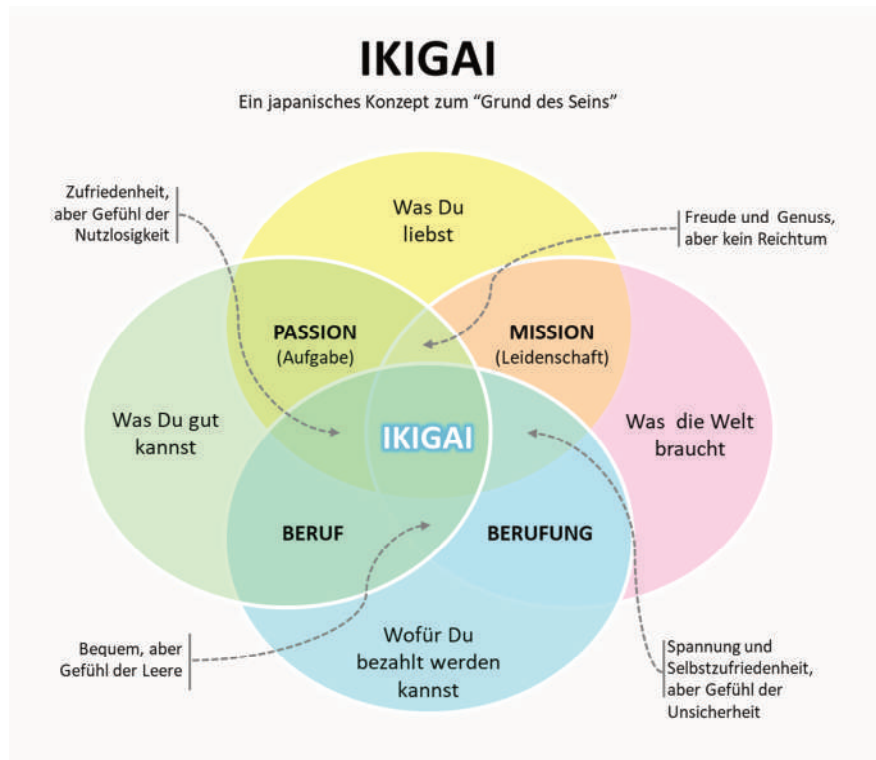 IKIGAI
Ein japanisches Konzept zum “Grund des Seins”
Zufriedenheit,
aber Gefühl der
Nutzlosigkeit
Was Du
liebst
Freude und Genuss,
aber kein Reichtum
PASSION
(Aufgabe)
MISSION
(Leidenschaft)
Was Du gut
kannst
IKIGAI
Was die Welt
braucht
BERUF
BERUFUNG
Bequem, aber
Gefühl der Leere
Wofür Du
bezahlt werden
kannst
Spannung und
Selbstzufriedenheit,
aber Gefühl der
Unsicherheit